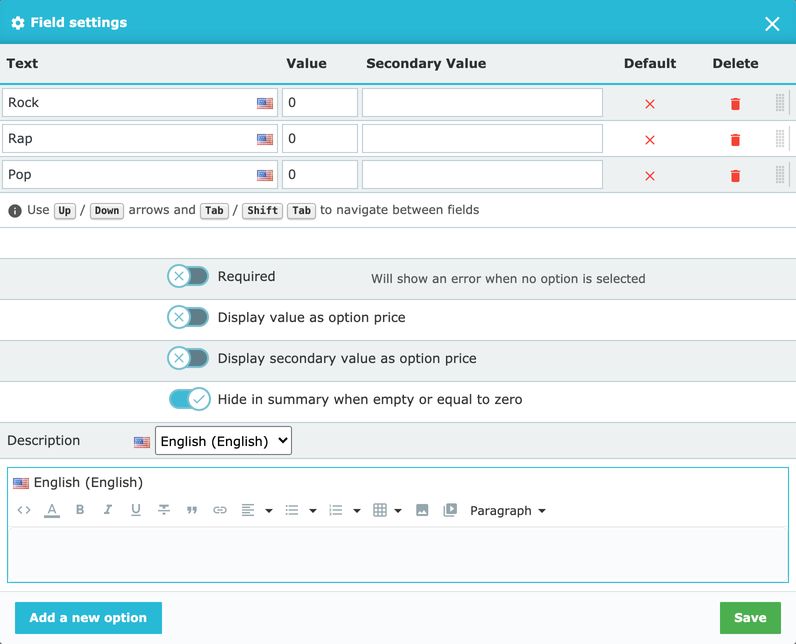 Field settings
Text Value Secondary Value Default Delete
Rock 0
Rap 0
Pop 0
Use Up / Down arrows and Tab / Shift Tab to navigate between fields
Required Will show an error when no option is selected
Display value as option price
Display secondary value as option price
Hide in summary when empty or equal to zero
Description English (English)
English (English)
A B I U Paragraph
Add a new option Save